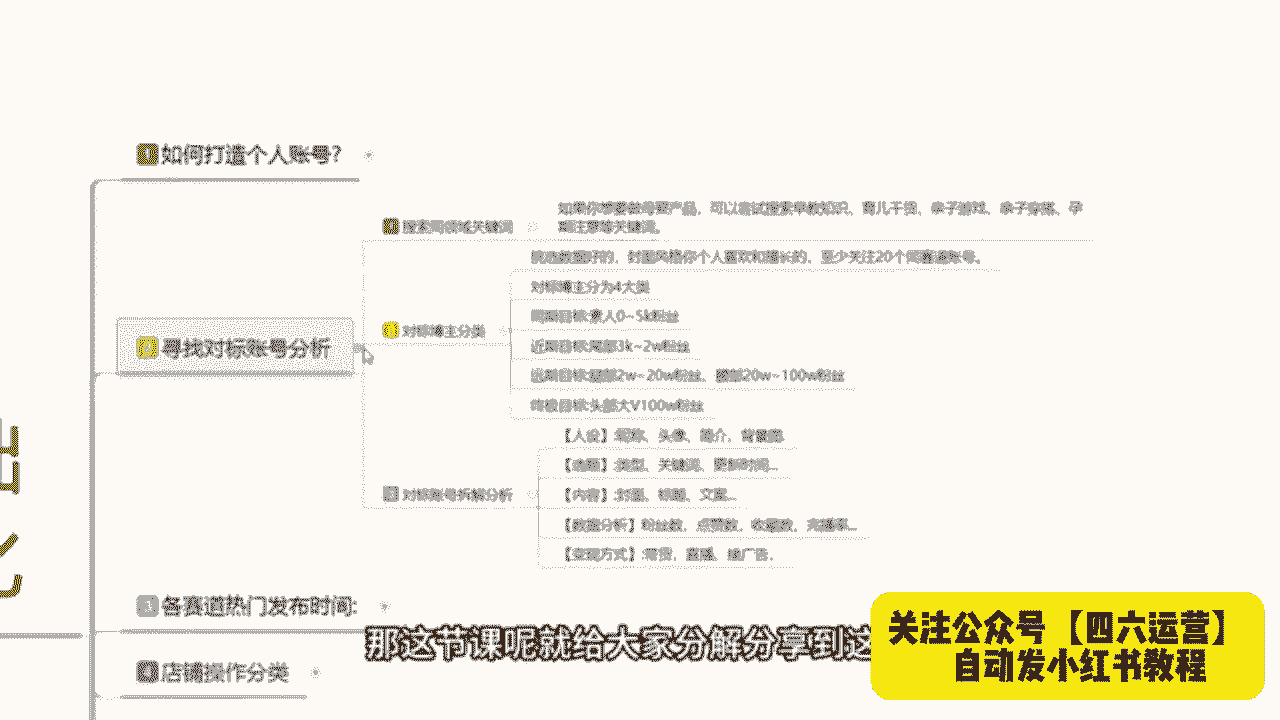 1 如何打造个人账号?
搜索同领域关键词
如果你想要做母婴产品，可以尝试搜索早教知识、育儿干货、亲子游戏、亲子穿搭、孕
期注意等关键词。
挑选数据好的，封面风格你个人喜欢和擅长的，至少关注20个同赛道账号。
对标博主分为4大类
对标博主分类
同期目标:素人0~5k粉丝
近期目标:尾部3k~2w粉丝
远期目标:腿部2w~20w粉丝、腰部20w~100w粉丝
终极目标:头部大V100w粉丝
2 寻找对标账号分析
【人设】:昵称、头像、简介、背景图
【选题】:类型、关键词、更新时间...
对标账号拆解分析
【内容】:封面、标题、文案...
【数据分析】粉丝数，点赞数，收藏数，完播率...
【变现方式】:带货，直播，接广告.
3 各赛道热门发布时间:
4 店铺操作分类
那这节课呢就给大家分解分享到这
关注公众号【四六运营】
自动发小红书教程